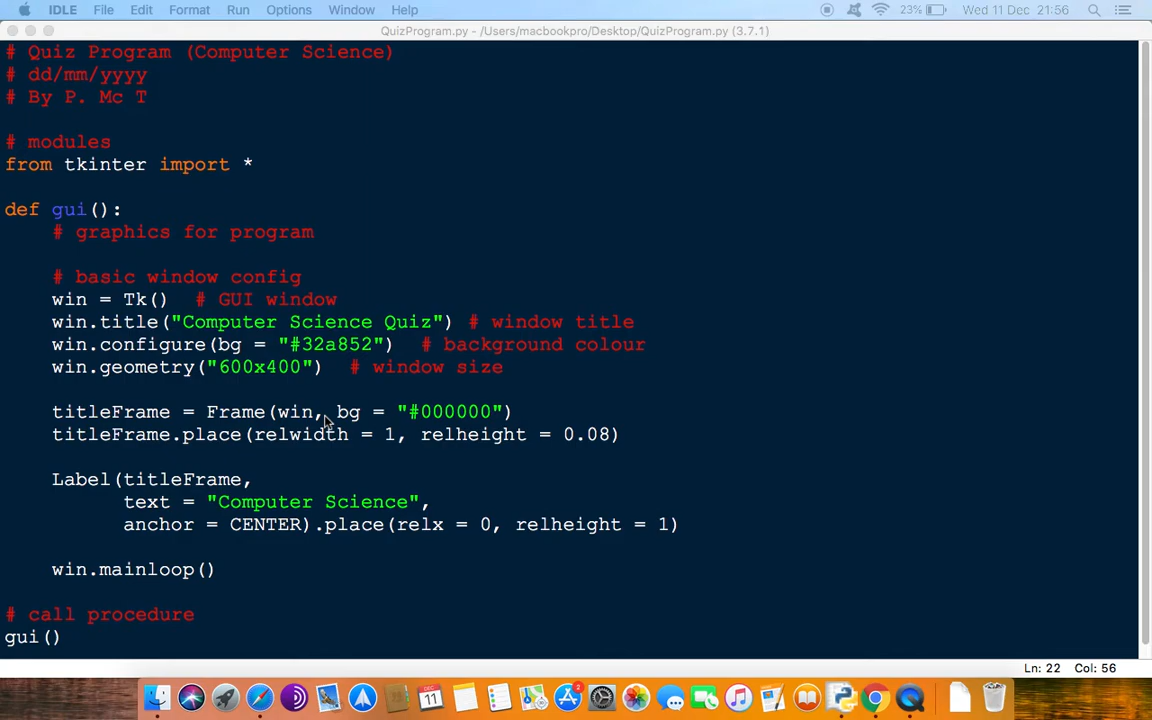 IDLE File Edit Format Run Options Window Help 23% Wed 11 Dec 21:56
QuizProgram.py - /Users/macbookpro/Desktop/QuizProgram.py (3.7.1)
# Quiz Program (Computer Science)
# dd/mm/yyyy
# By P. Mc T
# modules
from tkinter import *
def gui():
# graphics for program
# basic window config
win = Tk() # GUI window
win.title("Computer Science Quiz") # window title
win.configure(bg = "#32a852") # background colour
win.geometry("600x400") # window size
titleFrame = Frame(win, bg = "#000000")
titleFrame.place(relwidth = 1, relheight = 0.08)
Label(titleFrame,
text = "Computer Science",
anchor = CENTER).place(relx = 0, relheight = 1)
win.mainloop()
# call procedure
gui()
Ln: 22 Col: 56